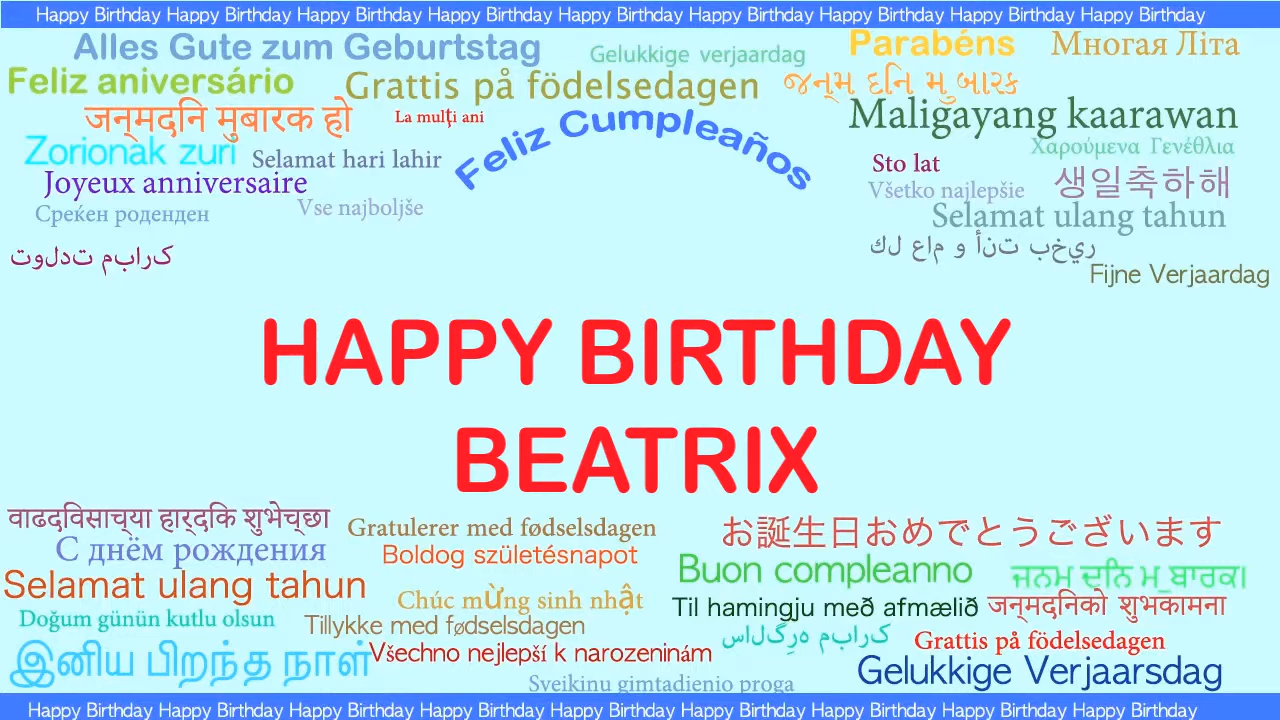 Happy Birthday Happy Birthday Happy Birthday Happy Birthday Happy Birthday Happy Birthday Happy Birthday Happy Birthday Happy Birthday
Alles Gute zum Geburtstag
Gelukkige verjaardag
Parabéns
Многая Літа
Feliz aniversário
Grattis på födelsedagen
જન્મ દનિ મુબારક
जन्मदनि मुबारक हो
La mulţi ani
Feliz Cumpleaños
Maligayang kaarawan
Zorionak zuri
Selamat hari lahir
Sto lat
Χαρούμενα Γενέθλια
Joyeux anniversaire
Všetko najlepšie
생일축하해
Среќен роденден
Vse najboljše
Selamat ulang tahun
تولدت مبارک
كل عام و أنت بخير
Fijne Verjaardag
HAPPY BIRTHDAY
BEATRIX
वाढदविसाच्या हार्दकि शुभेच्छा
Gratulerer med fødselsdagen
お誕生日おめでとうございます
С днём рождения
Boldog születésnapot
Buon compleanno
ਜਨਮ ਦਨਿ ਮੁਬਾਰਕ।
Selamat ulang tahun
Chúc mừng sinh nhật
Til hamingju með afmælið
जन्मदनिको शुभकामना
Doğum günün kutlu olsun
Tillykke med fødselsdagen
سالگرہ مبارک
Grattis på födelsedagen
இனிய பிறந்த நாள்
Všechno nejlepší k narozeninám
Gelukkige Verjaarsdag
Sveikinu gimtadienio proga
Happy Birthday Happy Birthday Happy Birthday Happy Birthday Happy Birthday Happy Birthday Happy Birthday Happy Birthday Happy Birthday